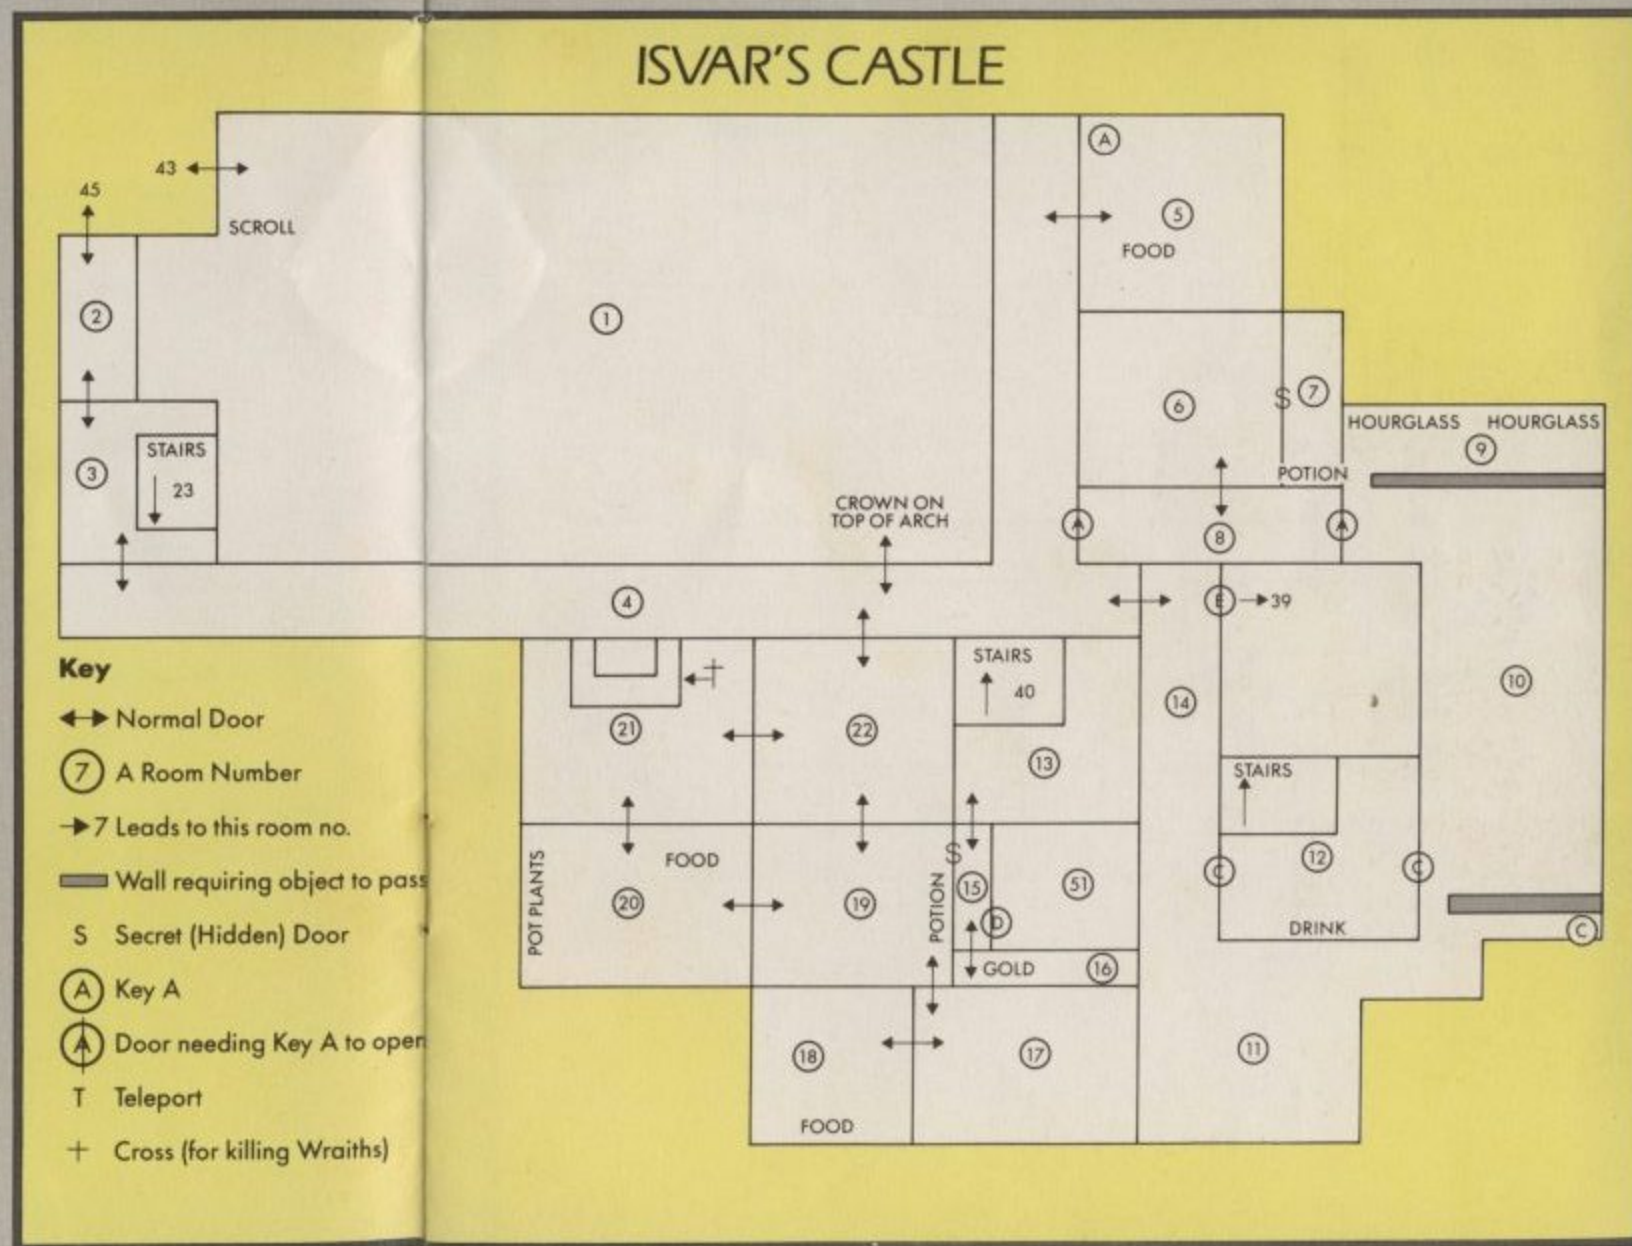 ISVAR'S CASTLE
43
45
SCROLL
A
5
FOOD
2
1
3
STAIRS
23
6
S
7
HOURGLASS HOURGLASS
9
POTION
CROWN ON
TOP OF ARCH
A
8
A
4
E
39
STAIRS
40
14
10
21
22
13
STAIRS
12
C
C
DRINK
C
POT PLANTS
FOOD
20
19
POTION
S
15
51
D
GOLD
16
18
17
11
FOOD
Key
Normal Door
7 A Room Number
7 Leads to this room no.
Wall requiring object to pass
S Secret (Hidden) Door
A Key A
A Door needing Key A to open
T Teleport
Cross (for killing Wraiths)